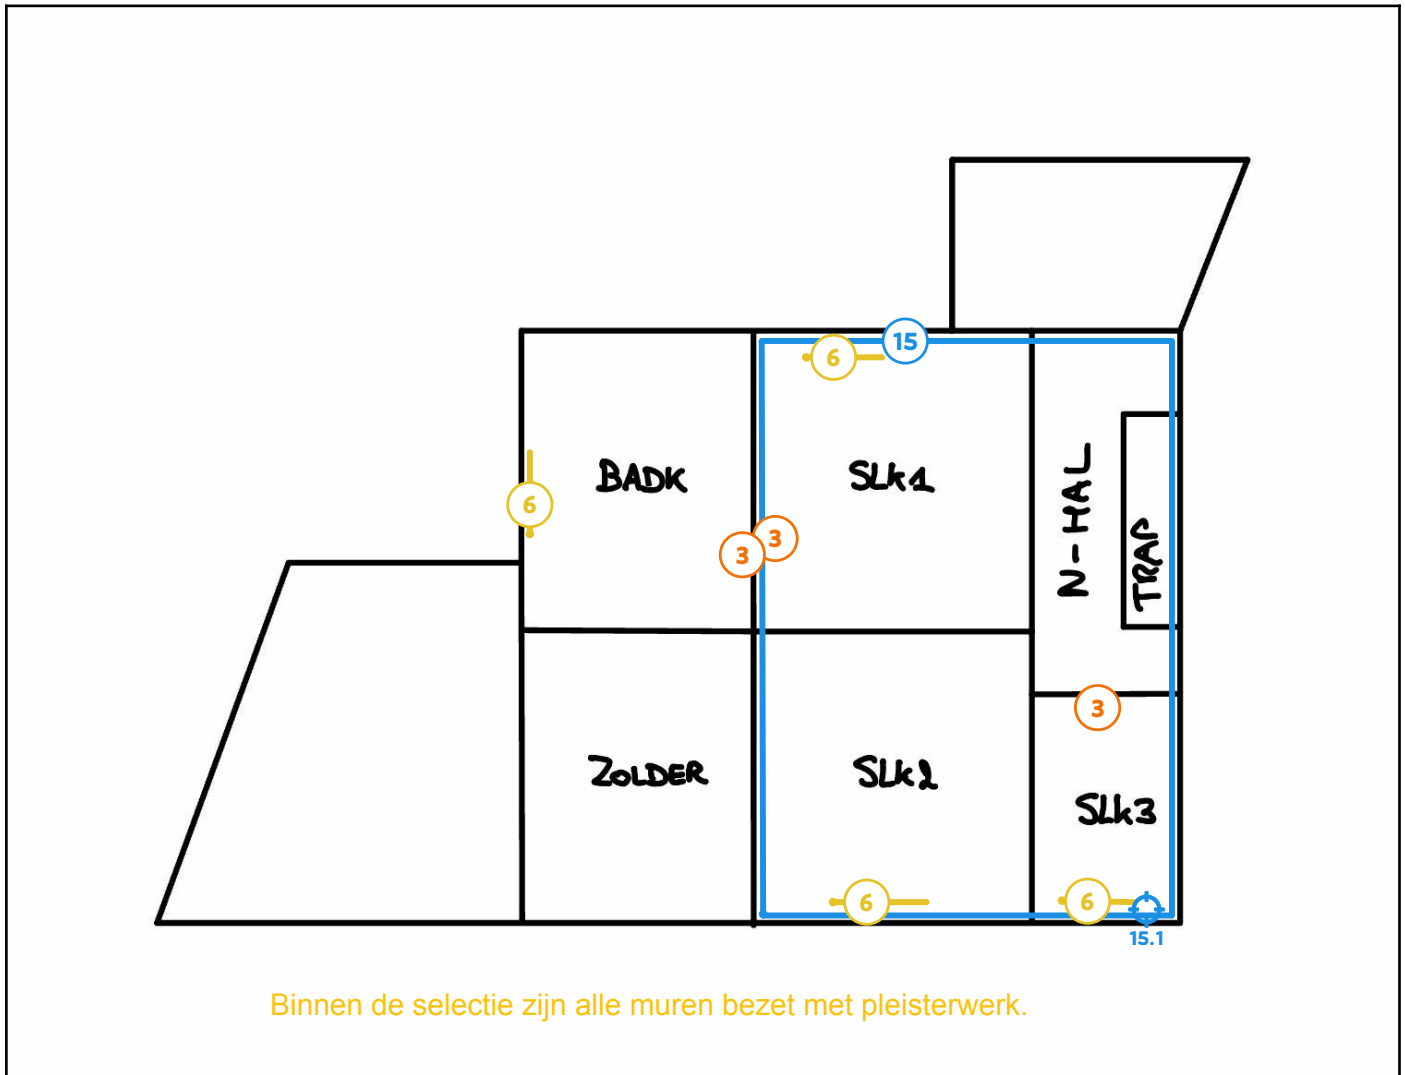 15
6
BADK
SLK1
N-HAL
TRAP
6
3
3
3
ZOLDER
SLK2
SLK3
6
6
15.1
Binnen de selectie zijn alle muren bezet met pleisterwerk.